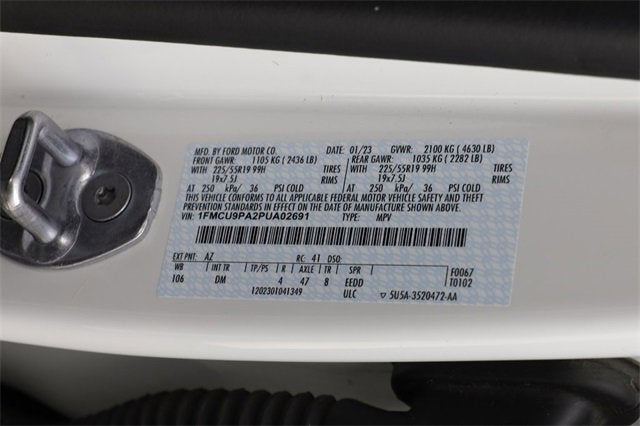 MFD. BY FORD MOTOR CO. 01/23 GVWR: 2100 KG ( 4630 LB)
FRONT GAWR: 1105 KG ( 2436 LB) REAR GAWR: 1035 KG ( 2282 LB)
WITH 225/55R19 99H TIRES WITH 225/55R19 99H TIRES
19x7.5J RIMS 19x7.5J RIMS
AT 250 kPa/ 36 PSI COLD AT 250 kPa/ 36 PSI COLD
THIS VEHICLE CONFORMS TO ALL APPLICABLE FEDERAL MOTOR VEHICLE SAFETY AND THEFT
PREVENTION STANDARDS IN EFFECT ON THE DATE OF MANUFACTURE SHOWN ABOVE.
VIN: 1FMCU9PA2PUA02691 TYPE: MPV
EXT PNT: AZ RC: 41 DSO:
WB INT TR TP/PS R AXLE TR SPR F0067
106 DM 4 47 8 EEDD T0102
1202301041349 ULC ▽ 5U5A-3520472-AA